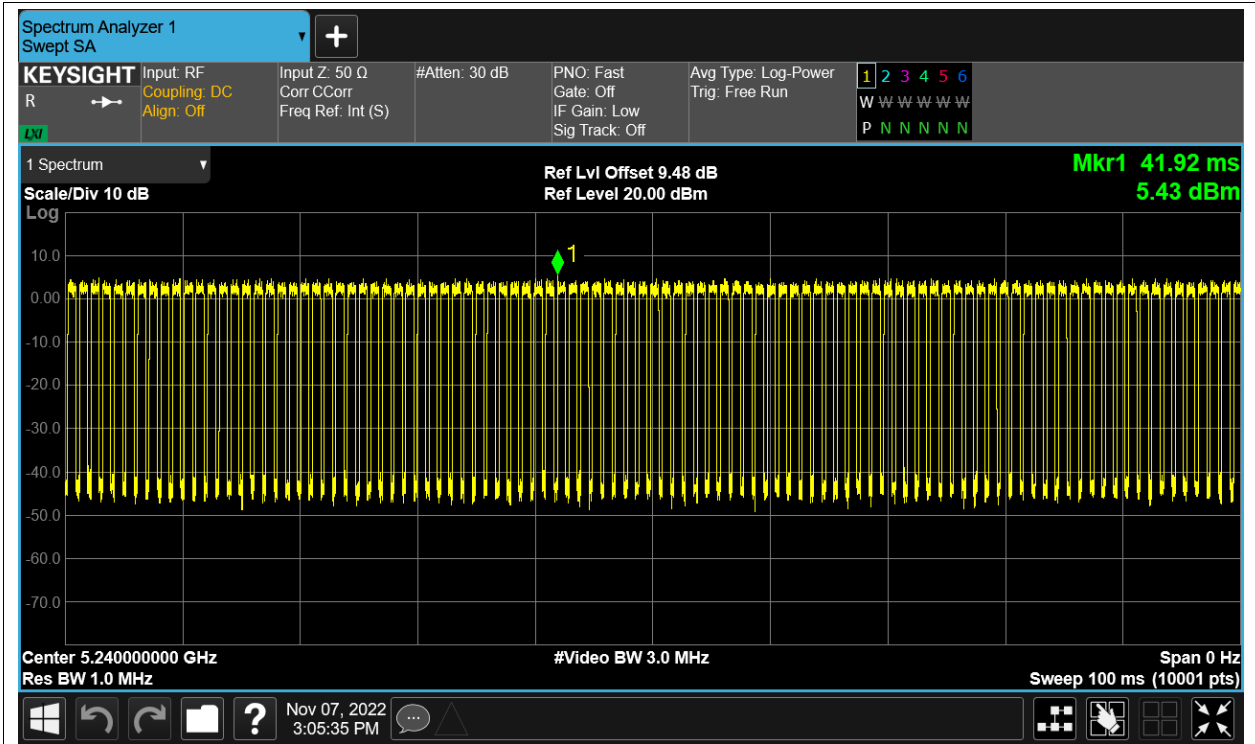 Spectrum Analyzer 1
Swept SA
KEYSIGHT
R
LXI
Input: RF
Coupling: DC
Align: Off
Input Z: 50 Ω
Corr CCorr
Freq Ref: Int (S)
#Atten: 30 dB
PNO: Fast
Gate: Off
IF Gain: Low
Sig Track: Off
Avg Type: Log-Power
Trig: Free Run
1 2 3 4 5 6
W W W W W W
P N N N N N
1 Spectrum
Scale/Div 10 dB
Ref Lvl Offset 9.48 dB
Ref Level 20.00 dBm
Mkr1 41.92 ms
5.43 dBm
Log
10.0
0.00
-10.0
-20.0
-30.0
-40.0
-50.0
-60.0
-70.0
1
Center 5.240000000 GHz
Res BW 1.0 MHz
#Video BW 3.0 MHz
Span 0 Hz
Sweep 100 ms (10001 pts)
?
Nov 07, 2022
3:05:35 PM